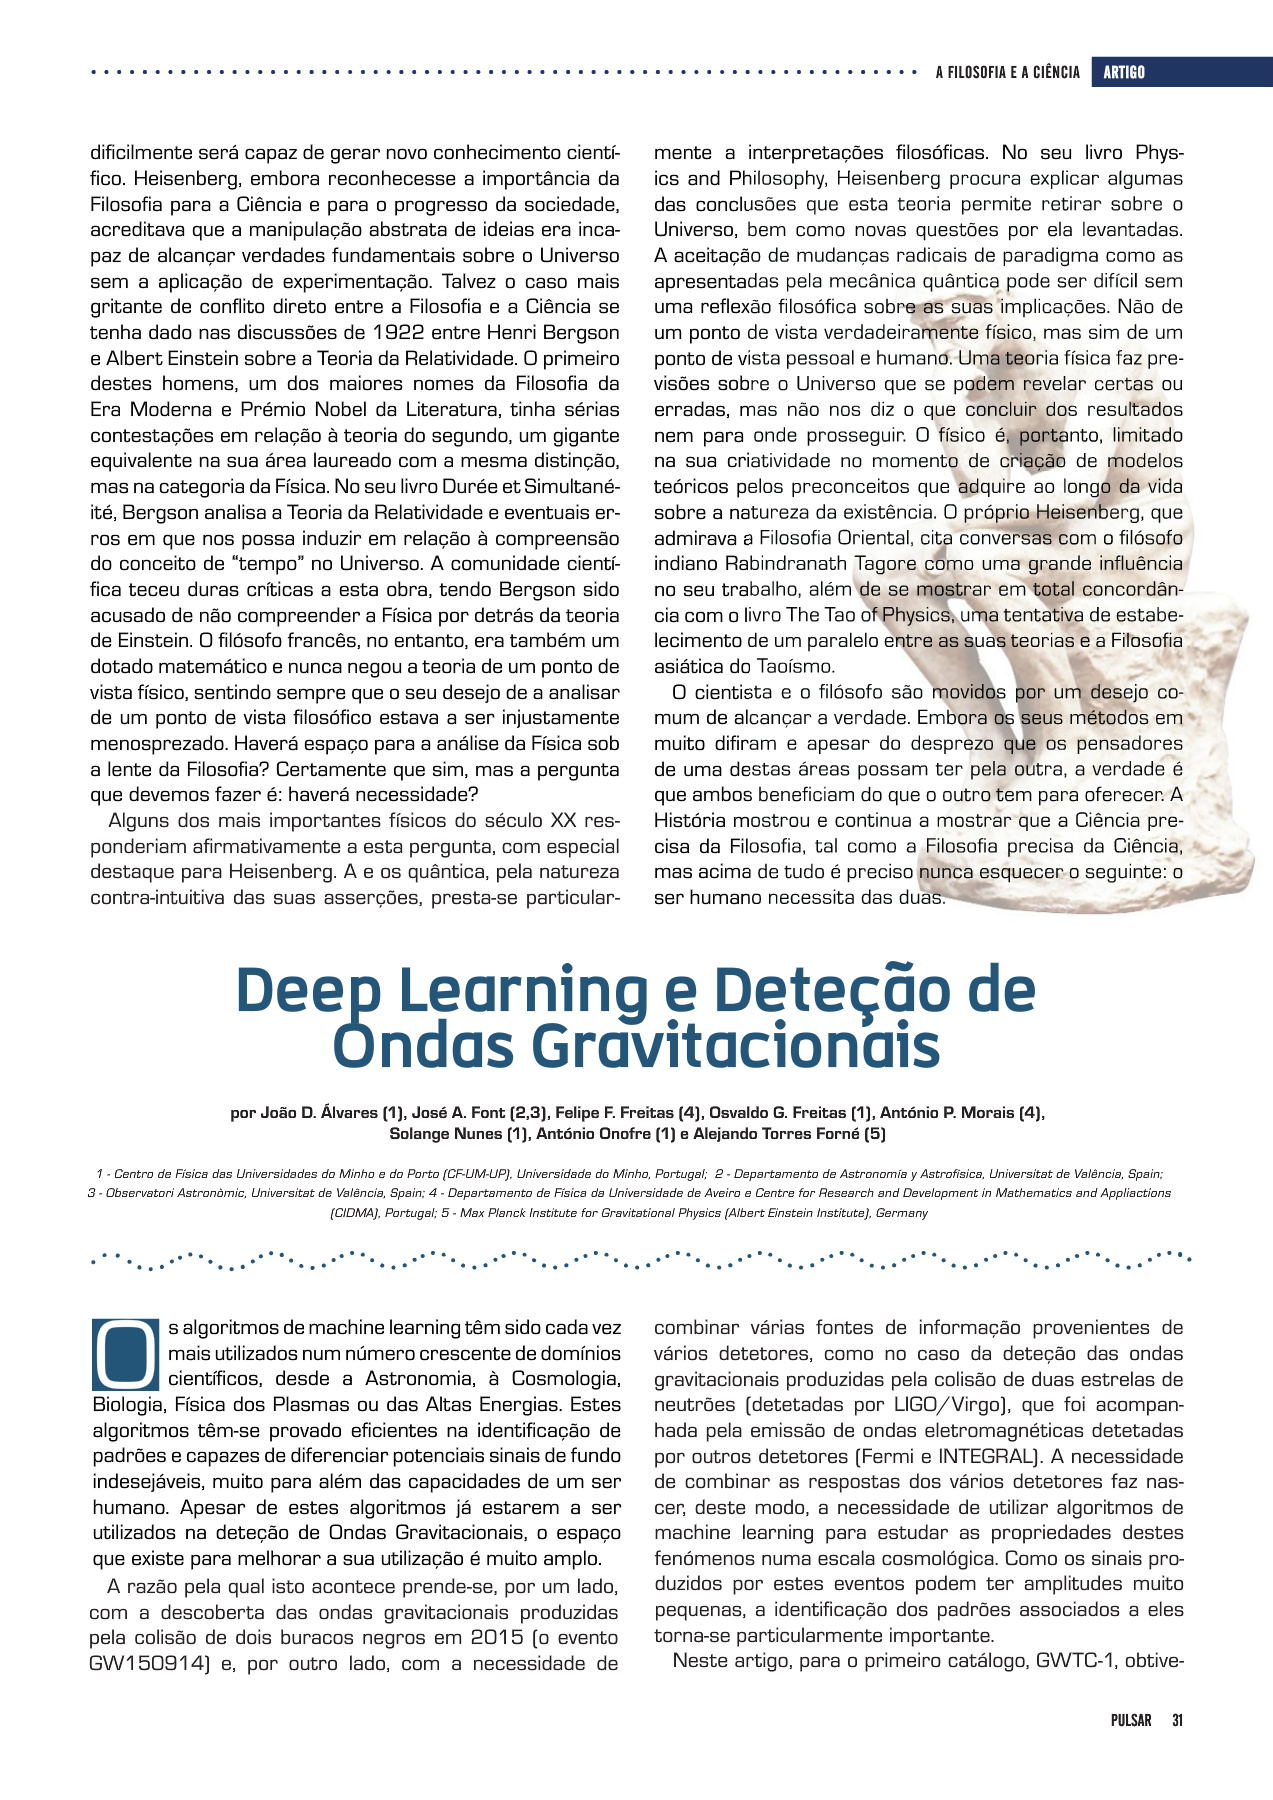 A FILOSOFIA E A CIÊNCIA ARTIGO
dificilmente será capaz de gerar novo conhecimento cientí-
fico. Heisenberg, embora reconhecesse a importância da
Filosofia para a Ciência e para o progresso da sociedade,
acreditava que a manipulação abstrata de ideias era inca-
paz de alcançar verdades fundamentais sobre o Universo
sem a aplicação de experimentação. Talvez o caso mais
gritante de conflito direto entre a Filosofia e a Ciência se
tenha dado nas discussões de 1922 entre Henri Bergson
e Albert Einstein sobre a Teoria da Relatividade. O primeiro
destes homens, um dos maiores nomes da Filosofia da
Era Moderna e Prémio Nobel da Literatura, tinha sérias
contestações em relação à teoria do segundo, um gigante
equivalente na sua área laureado com a mesma distinção,
mas na categoria da Física. No seu livro Durée et Simultané-
ité, Bergson analisa a Teoria da Relatividade e eventuais er-
ros em que nos possa induzir em relação à compreensão
do conceito de “tempo” no Universo. A comunidade cientí-
fica teceu duras críticas a esta obra, tendo Bergson sido
acusado de não compreender a Física por detrás da teoria
de Einstein. O filósofo francês, no entanto, era também um
dotado matemático e nunca negou a teoria de um ponto de
vista físico, sentindo sempre que o seu desejo de a analisar
de um ponto de vista filosófico estava a ser injustamente
menosprezado. Haverá espaço para a análise da Física sob
a lente da Filosofia? Certamente que sim, mas a pergunta
que devemos fazer é: haverá necessidade?
Alguns dos mais importantes físicos do século XX res-
ponderiam afirmativamente a esta pergunta, com especial
destaque para Heisenberg. A e os quântica, pela natureza
contra-intuitiva das suas asserções, presta-se particular-
mente a interpretações filosóficas. No seu livro Phys-
ics and Philosophy, Heisenberg procura explicar algumas
das conclusões que esta teoria permite retirar sobre o
Universo, bem como novas questões por ela levantadas.
A aceitação de mudanças radicais de paradigma como as
apresentadas pela mecânica quântica pode ser difícil sem
uma reflexão filosófica sobre as suas implicações. Não de
um ponto de vista verdadeiramente físico, mas sim de um
ponto de vista pessoal e humano. Uma teoria física faz pre-
visões sobre o Universo que se podem revelar certas ou
erradas, mas não nos diz o que concluir dos resultados
nem para onde prosseguir. O físico é, portanto, limitado
na sua criatividade no momento de criação de modelos
teóricos pelos preconceitos que adquire ao longo da vida
sobre a natureza da existência. O próprio Heisenberg, que
admirava a Filosofia Oriental, cita conversas com o filósofo
indiano Rabindranath Tagore como uma grande influência
no seu trabalho, além de se mostrar em total concordân-
cia com o livro The Tao of Physics, uma tentativa de estabe-
lecimento de um paralelo entre as suas teorias e a Filosofia
asiática do Taoísmo.
O cientista e o filósofo são movidos por um desejo co-
mum de alcançar a verdade. Embora os seus métodos em
muito difiram e apesar do desprezo que os pensadores
de uma destas áreas possam ter pela outra, a verdade é
que ambos beneficiam do que o outro tem para oferecer. A
História mostrou e continua a mostrar que a Ciência pre-
cisa da Filosofia, tal como a Filosofia precisa da Ciência,
mas acima de tudo é preciso nunca esquecer o seguinte: o
ser humano necessita das duas.
Deep Learning e Deteção de
Ondas Gravitacionais
por João D. Álvares (1), José A. Font (2,3), Felipe F. Freitas (4), Osvaldo G. Freitas (1), António P. Morais (4),
Solange Nunes (1), António Onofre (1) e Alejando Torres Forné (5)
1 - Centro de Física das Universidades do Minho e do Porto (CF-UM-UP), Universidade do Minho, Portugal; 2 - Departamento de Astronomía y Astrofísica, Universitat de València, Spain;
3 - Observatori Astronòmic, Universitat de València, Spain; 4 - Departamento de Física da Universidade de Aveiro e Centre for Research and Development in Mathematics and Appliactions
(CIDMA), Portugal; 5 - Max Planck Institute for Gravitational Physics (Albert Einstein Institute), Germany
Os algoritmos de machine learning têm sido cada vez
mais utilizados num número crescente de domínios
científicos, desde a Astronomia, à Cosmologia,
Biologia, Física dos Plasmas ou das Altas Energias. Estes
algoritmos têm-se provado eficientes na identificação de
padrões e capazes de diferenciar potenciais sinais de fundo
indesejáveis, muito para além das capacidades de um ser
humano. Apesar de estes algoritmos já estarem a ser
utilizados na deteção de Ondas Gravitacionais, o espaço
que existe para melhorar a sua utilização é muito amplo.
A razão pela qual isto acontece prende-se, por um lado,
com a descoberta das ondas gravitacionais produzidas
pela colisão de dois buracos negros em 2015 (o evento
GW150914) e, por outro lado, com a necessidade de
combinar várias fontes de informação provenientes de
vários detetores, como no caso da deteção das ondas
gravitacionais produzidas pela colisão de duas estrelas de
neutrões (detetadas por LIGO/Virgo), que foi acompan-
hada pela emissão de ondas eletromagnéticas detetadas
por outros detetores (Fermi e INTEGRAL). A necessidade
de combinar as respostas dos vários detetores faz nas-
cer, deste modo, a necessidade de utilizar algoritmos de
machine learning para estudar as propriedades destes
fenómenos numa escala cosmológica. Como os sinais pro-
duzidos por estes eventos podem ter amplitudes muito
pequenas, a identificação dos padrões associados a eles
torna-se particularmente importante.
Neste artigo, para o primeiro catálogo, GWTC-1, obtive-
PULSAR 31